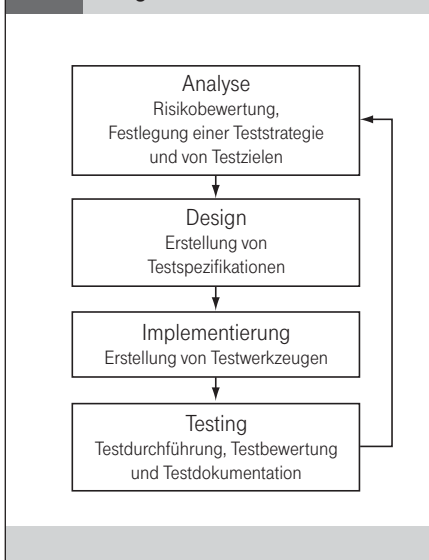 Analyse
Risikobewertung,
Festlegung einer Teststrategie
und von Testzielen
Design
Erstellung von
Testspezifikationen
Implementierung
Erstellung von Testwerkzeugen
Testing
Testdurchführung, Testbewertung
und Testdokumentation